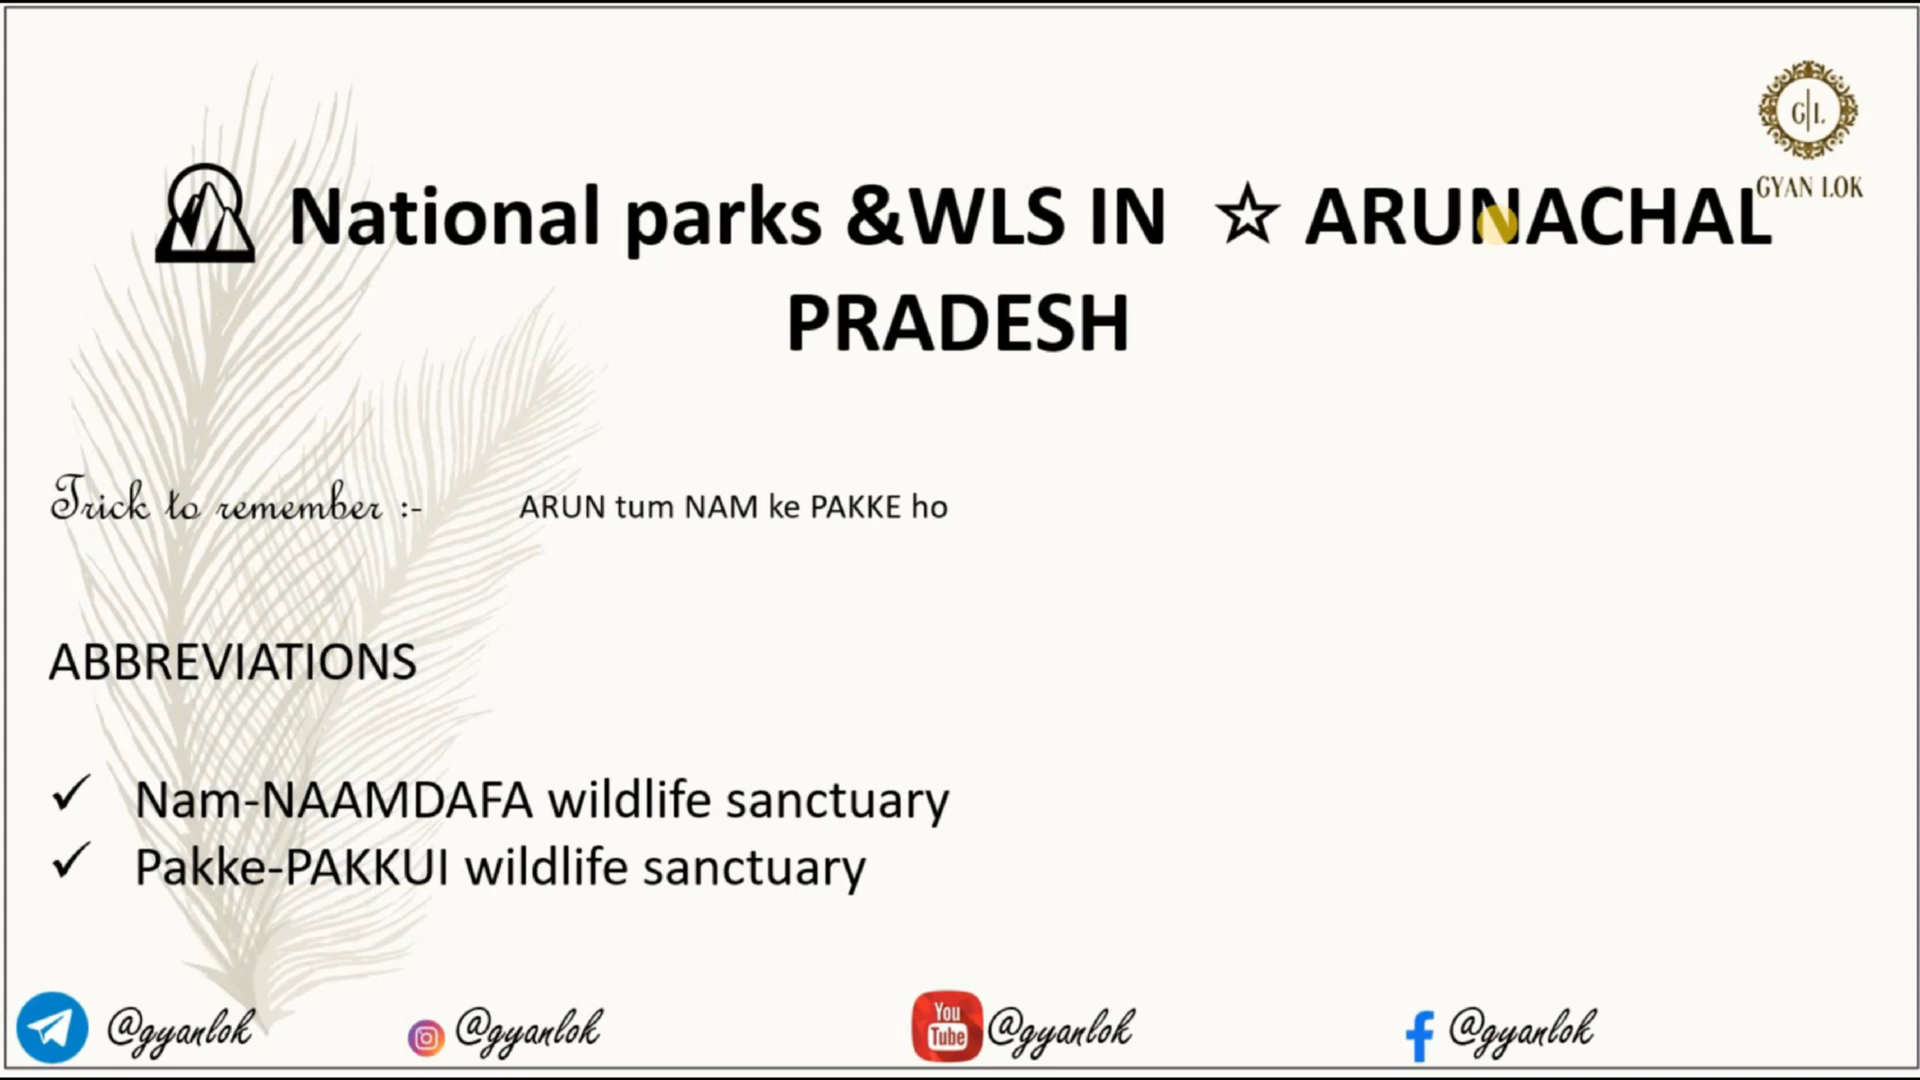 G|L
GYAN LOK
National parks &WLS IN ☆ ARUNACHAL
PRADESH
Trick to remember :- ARUN tum NAM ke PAKKE ho
ABBREVIATIONS
✓ Nam-NAAMDAFA wildlife sanctuary
✓ Pakke-PAKKUI wildlife sanctuary
@gyanlok @gyanlok You Tube @gyanlok @gyanlok